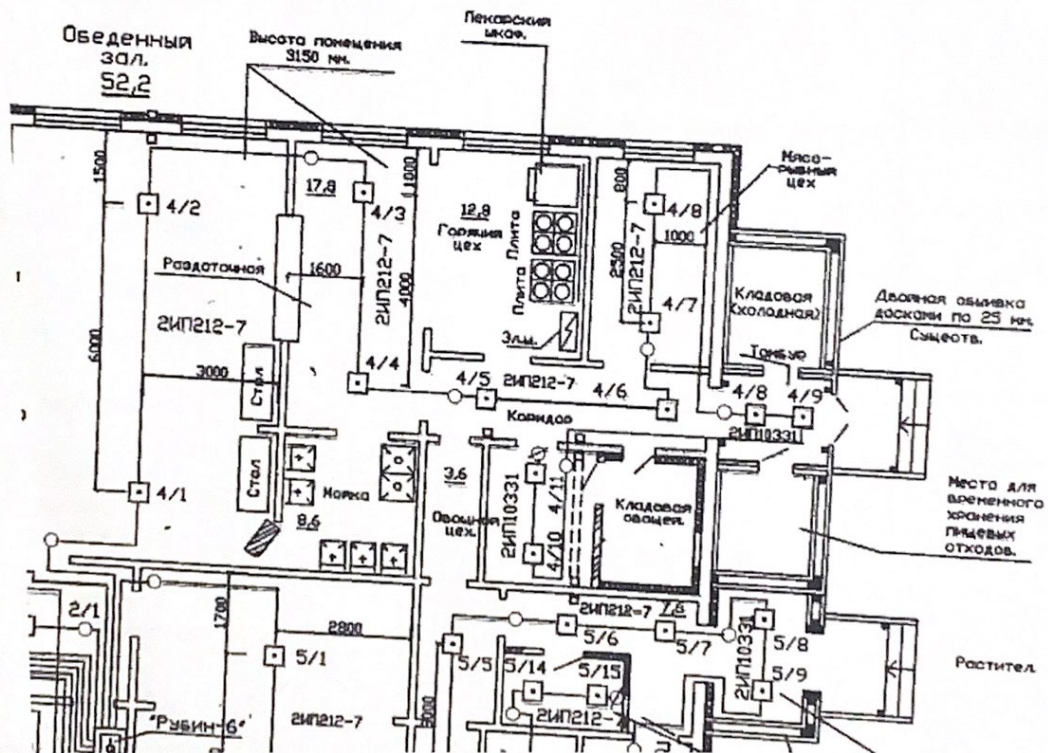 Обеденный
зал.
52,2
Высота помещения
3150 мм.
Пекарский
шкаф.
Мясо-
рыбный
цех
1500
17,8
1000
12,8
Горячий
цех
800
4/2
4/3
4/8
1000
Раздаточная
1600
2ИП212-7
4000
Плита
Плита
2500
2ИП212-7
4/7
Кладовая
(холодная)
Двойная обшивка
досками по 25 мм.
Существ.
2ИП212-7
6000
3000
Стол
4/4
4/5
2ИП212-7
4/6
Тамбур
4/8
4/9
Коридор
2ИП10331
Стол
4/1
Мойка
8,6
3,6
Овощной
цех.
2ИП10331
4/11
4/10
Кладовая
овощей.
Место для
временного
хранения
пищевых
отходов.
2/1
1700
2800
5/1
2ИП212-7
5/5
5/6
5/7
5/8
5/14
5/15
2ИП10331
5/9
Растител
"РУБИН-6"
2ИП212-7
3000
2ИП212-7